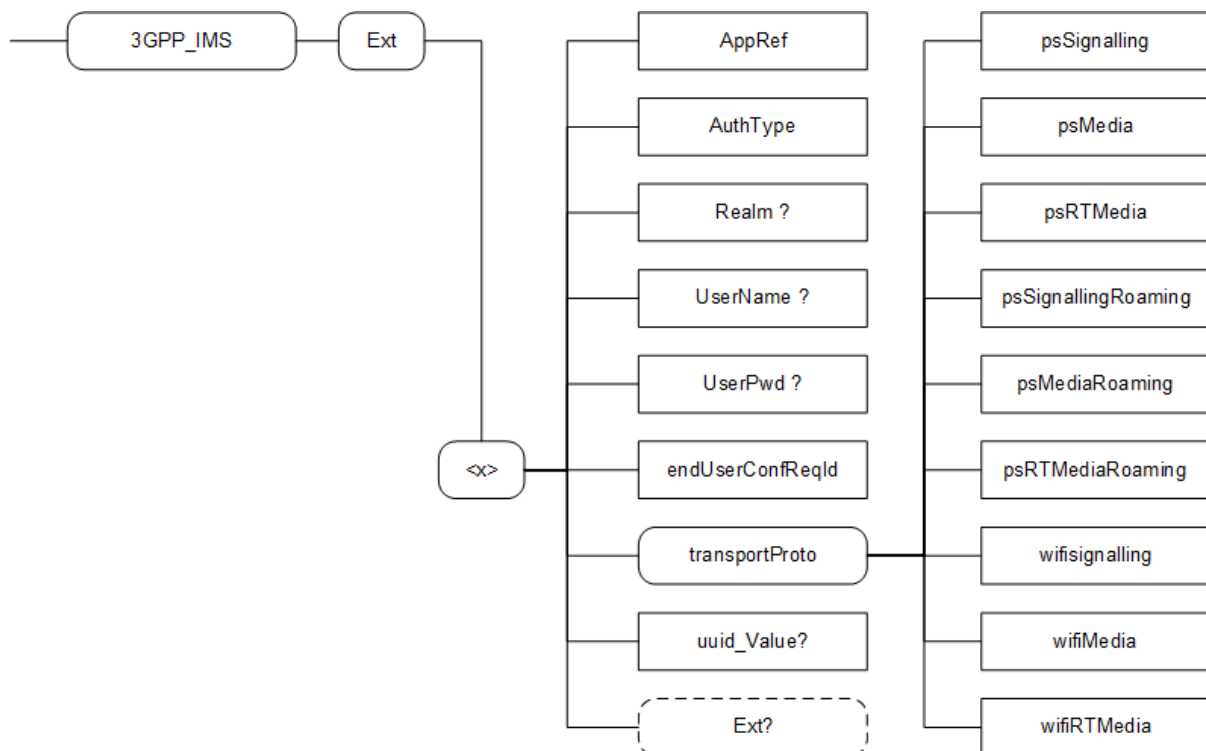 3GPP_IMS
Ext
<x>
AppRef
AuthType
Realm ?
UserName ?
UserPwd ?
endUserConfReqId
transportProto
uuid_Value?
Ext?
psSignalling
psMedia
psRTMedia
psSignallingRoaming
psMediaRoaming
psRTMediaRoaming
wifisignalling
wifiMedia
wifiRTMedia